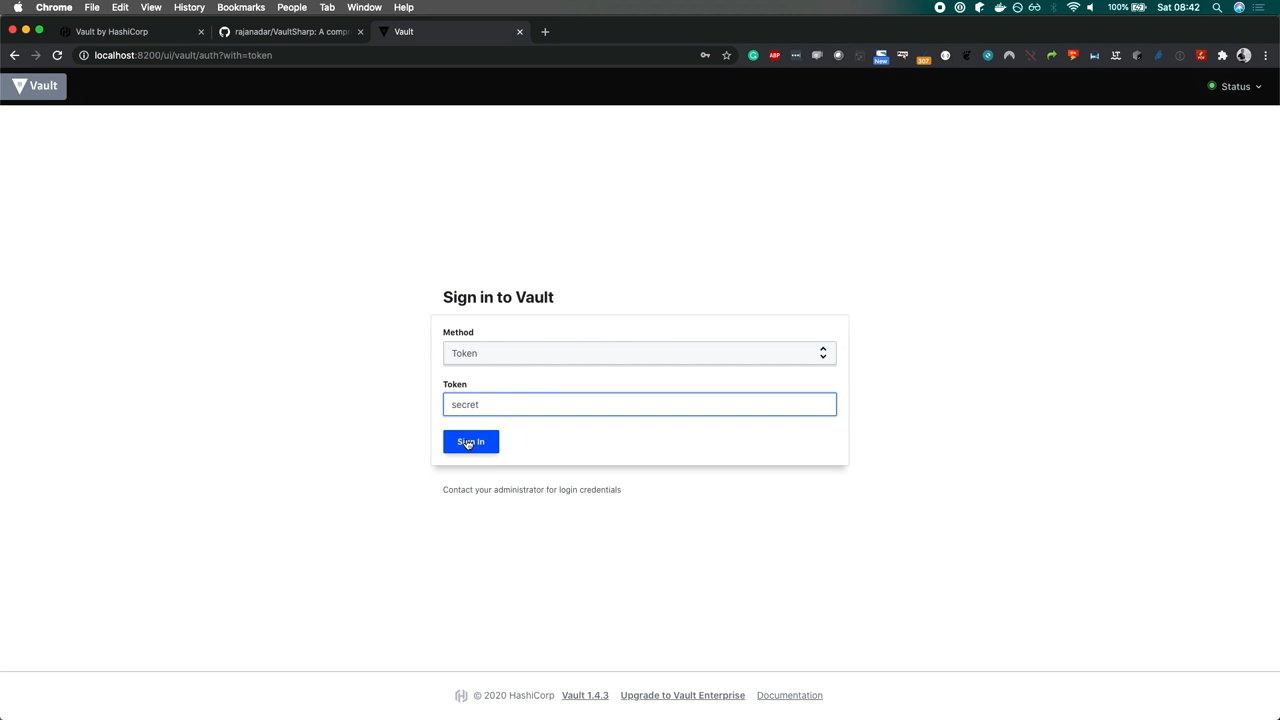 Chrome File Edit View History Bookmarks People Tab Window Help 100% Sat 08:42
Vault by HashiCorp rajanadar/VaultSharp: A comp Vault
localhost:8200/ui/vault/auth?with=token ABP New 307
Vault Status
Sign in to Vault
Method
Token
Token
secret
Sign In
Contact your administrator for login credentials
© 2020 HashiCorp Vault 1.4.3 Upgrade to Vault Enterprise Documentation